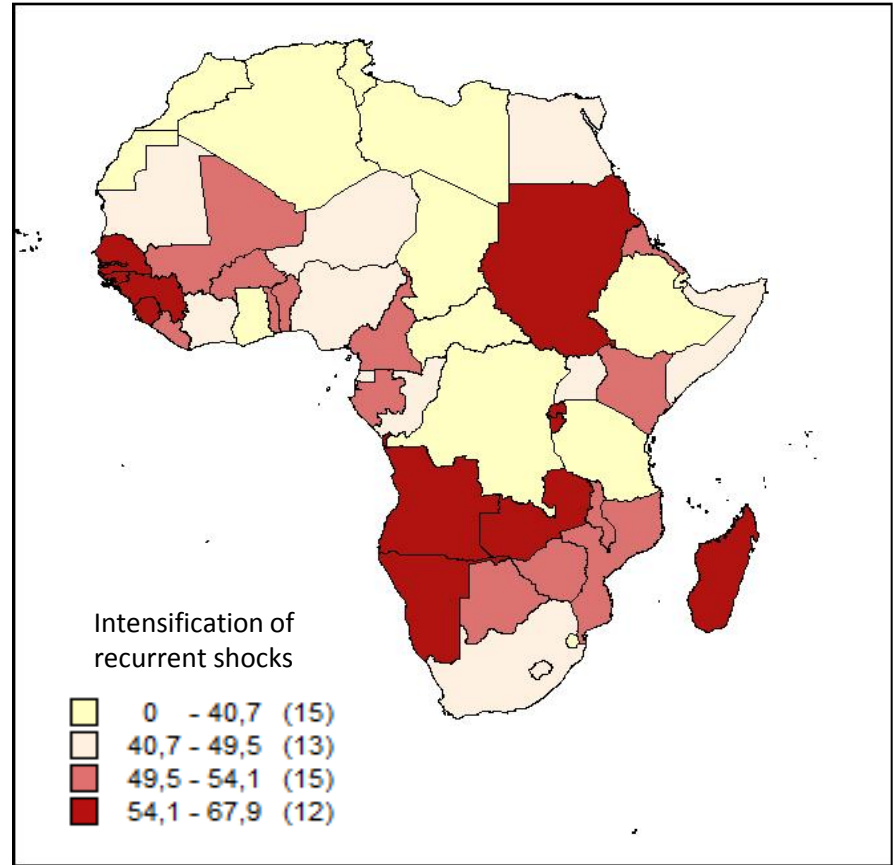 Intensification of
recurrent shocks
0 - 40,7 (15)
40,7 - 49,5 (13)
49,5 - 54,1 (15)
54,1 - 67,9 (12)